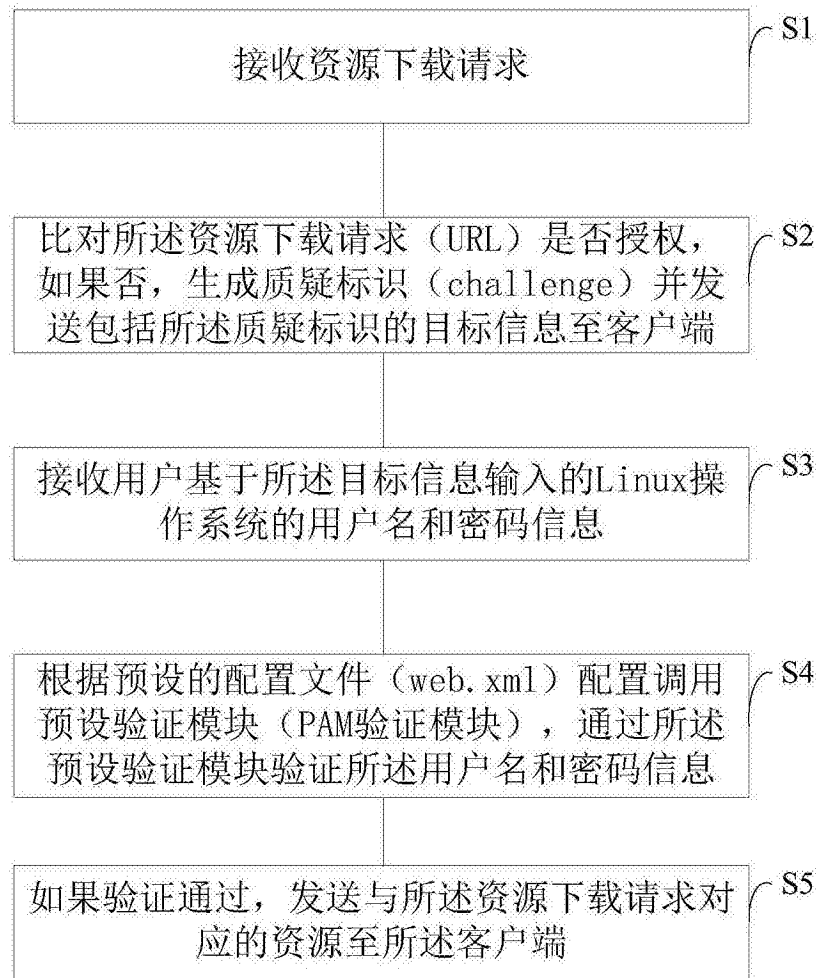 接收资源下载请求
S1
比对所述资源下载请求（URL）是否授权，
如果否，生成质疑标识（challenge）并发
送包括所述质疑标识的目标信息至客户端
S2
接收用户基于所述目标信息输入的Linux操
作系统的用户名和密码信息
S3
根据预设的配置文件（web.xml）配置调用
预设验证模块（PAM验证模块），通过所述
预设验证模块验证所述用户名和密码信息
S4
如果验证通过，发送与所述资源下载请求对
应的资源至所述客户端
S5